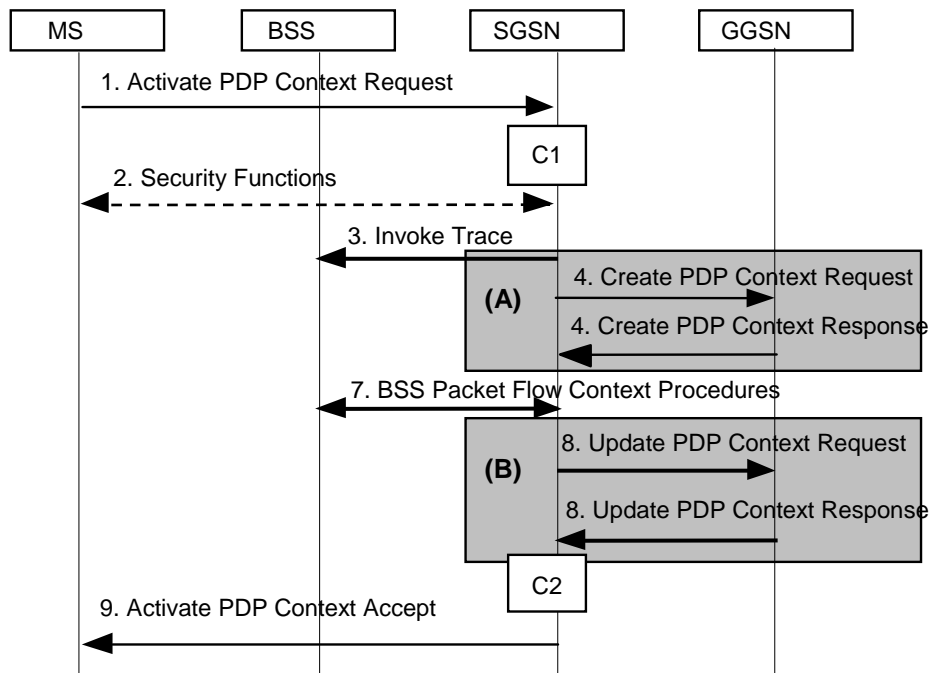 MS
BSS
SGSN
GGSN
1. Activate PDP Context Request
C1
2. Security Functions
3. Invoke Trace
(A)
4. Create PDP Context Request
4. Create PDP Context Response
7. BSS Packet Flow Context Procedures
(B)
8. Update PDP Context Request
8. Update PDP Context Response
C2
9. Activate PDP Context Accept